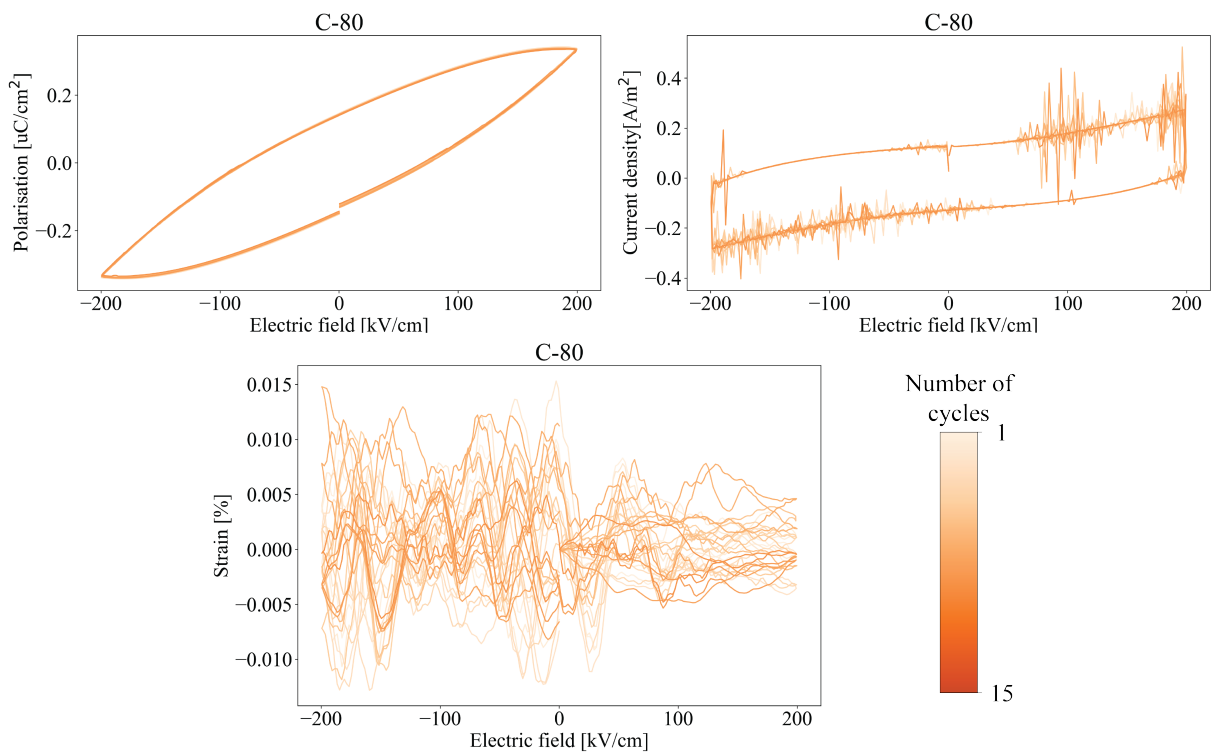 C-80
Polarisation [uC/cm²]
0.2
0.0
−0.2
−200
−100
0
100
200
Electric field [kV/cm]
C-80
Current density[A/m²]
0.4
0.2
0.0
−0.2
−0.4
−200
−100
0
100
200
Electric field [kV/cm]
C-80
Strain [%]
0.015
0.010
0.005
0.000
−0.005
−0.010
−200
−100
0
100
200
Electric field [kV/cm]
Number of
cycles
1
15